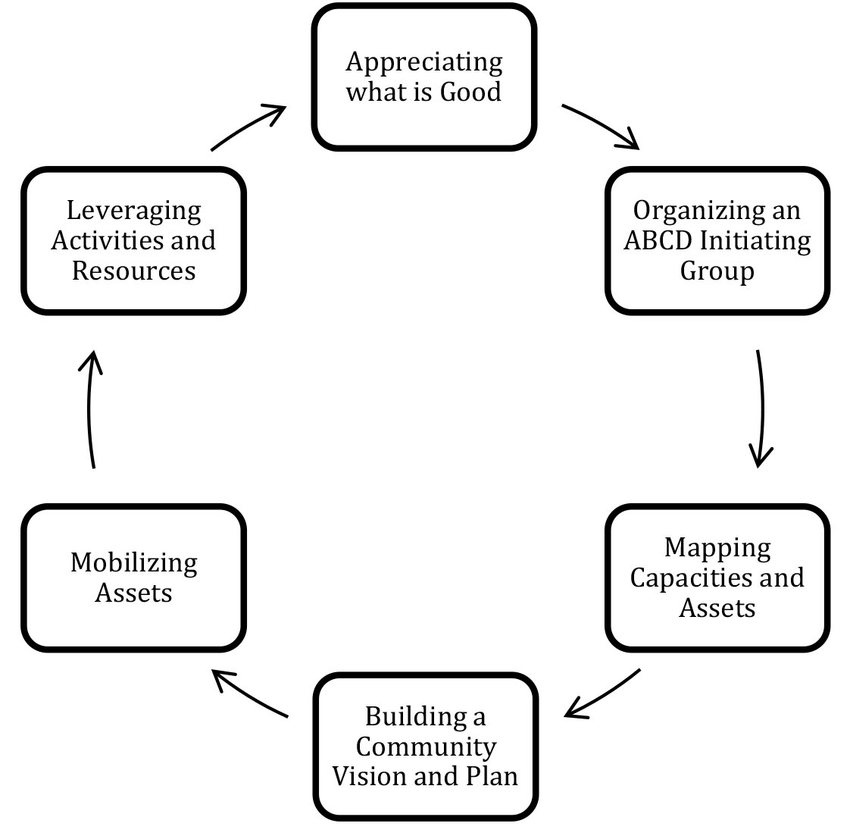 Appreciating
what is Good
Organizing an
ABCD Initiating
Group
Mapping
Capacities and
Assets
Building a
Community
Vision and Plan
Mobilizing
Assets
Leveraging
Activities and
Resources